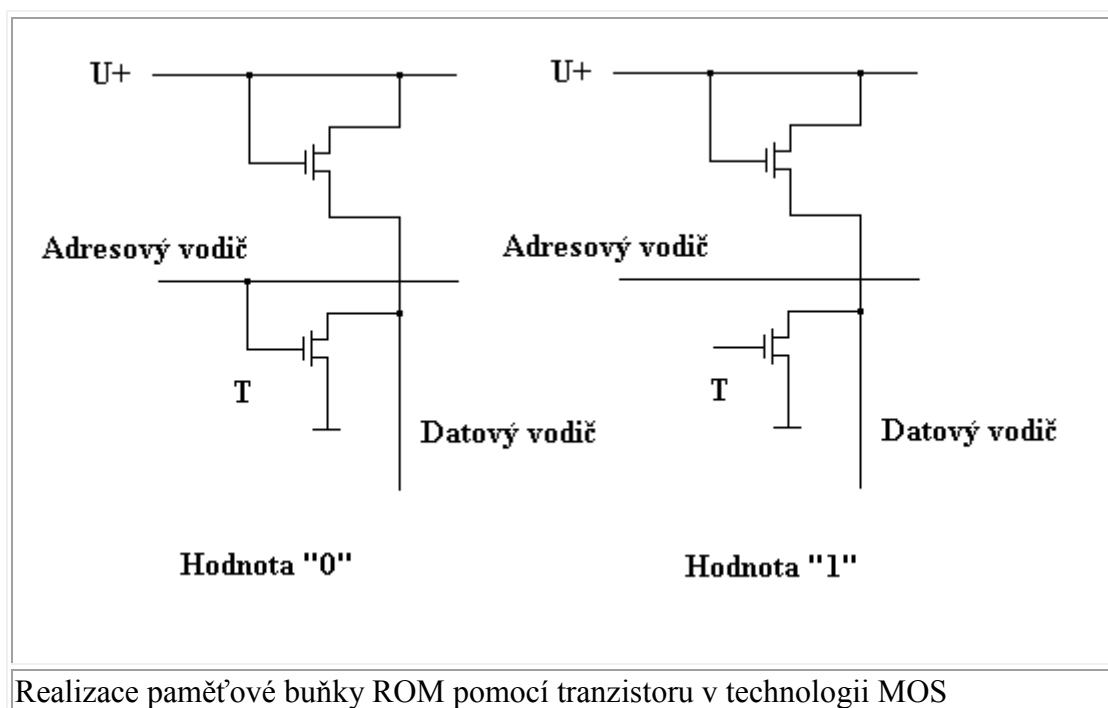 U+
U+
Adresový vodič
Adresový vodič
T
T
Datový vodič
Datový vodič
Hodnota "0"
Hodnota "1"
Realizace paměťové buňky ROM pomocí tranzistoru v technologii MOS